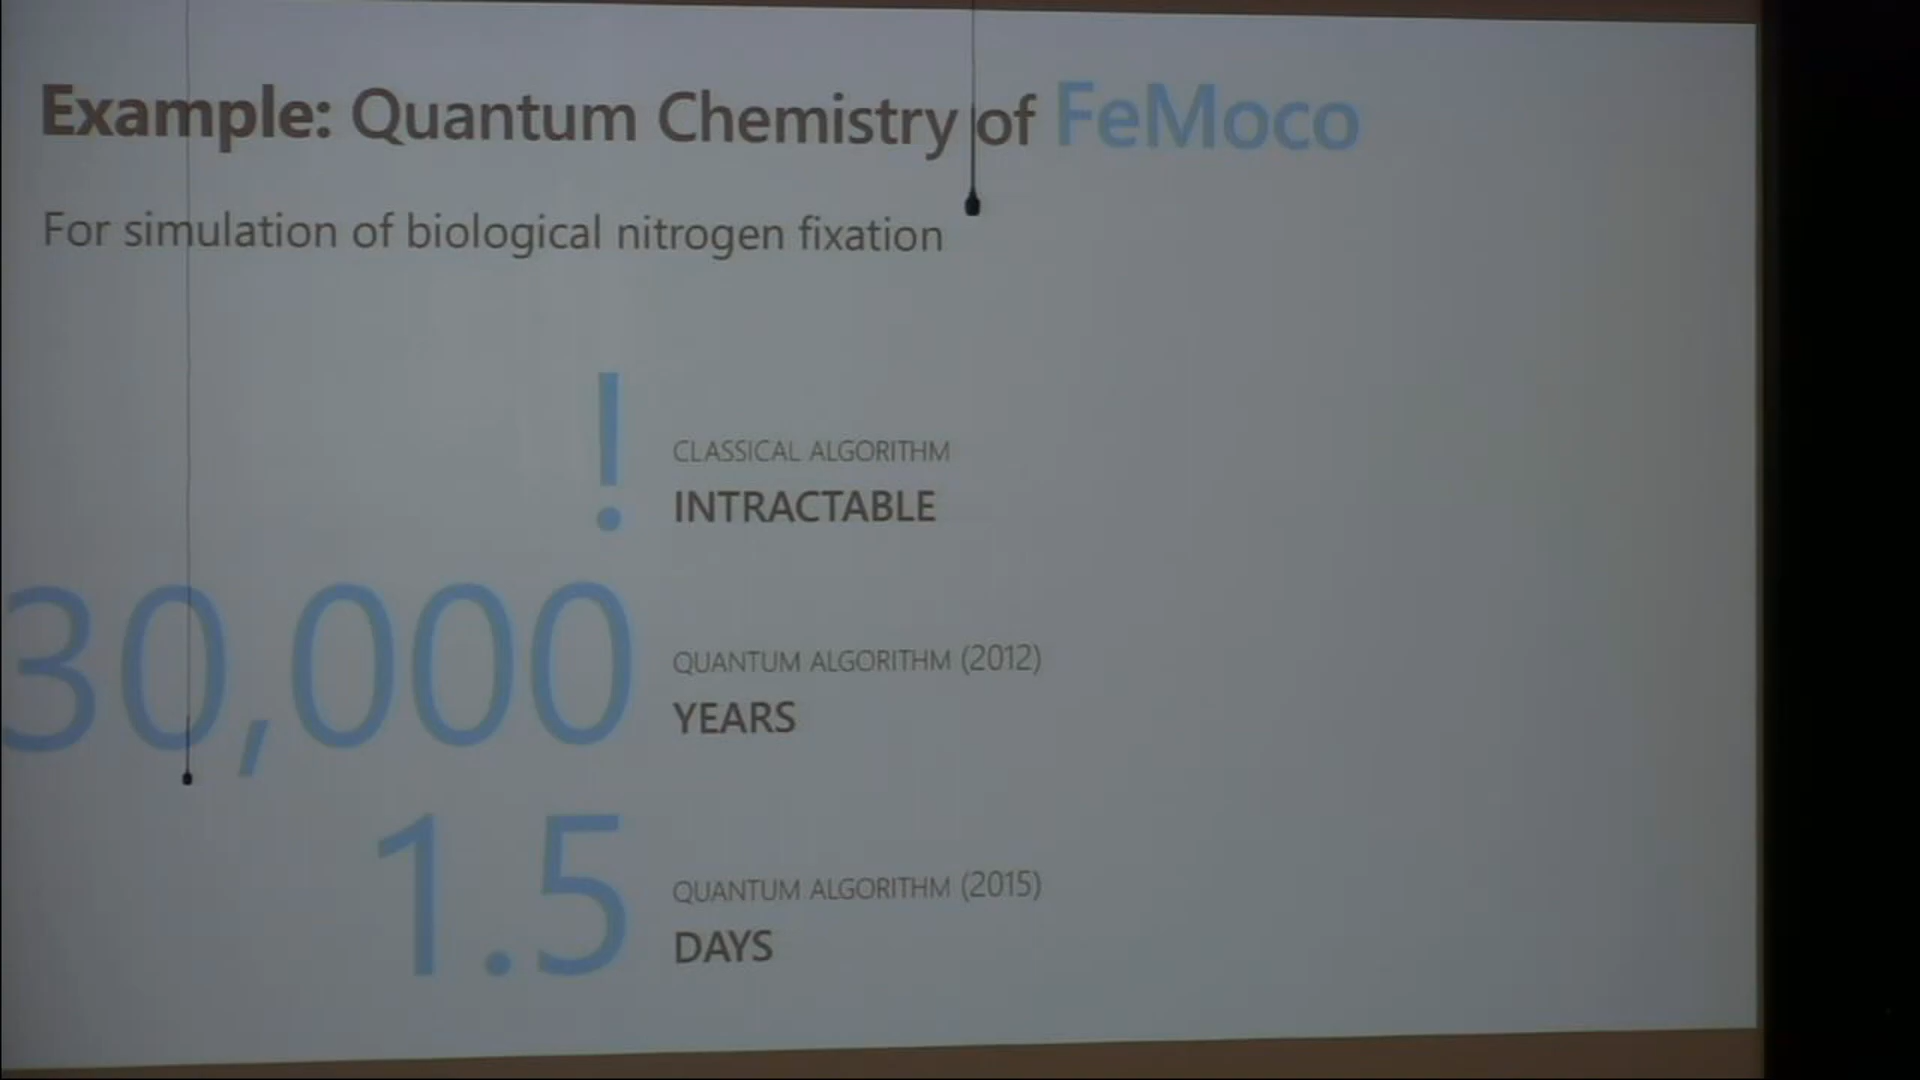 Example: Quantum Chemistry of FeMoco
For simulation of biological nitrogen fixation
!
CLASSICAL ALGORITHM
INTRACTABLE
30,000
QUANTUM ALGORITHM (2012)
YEARS
1.5
QUANTUM ALGORITHM (2015)
DAYS